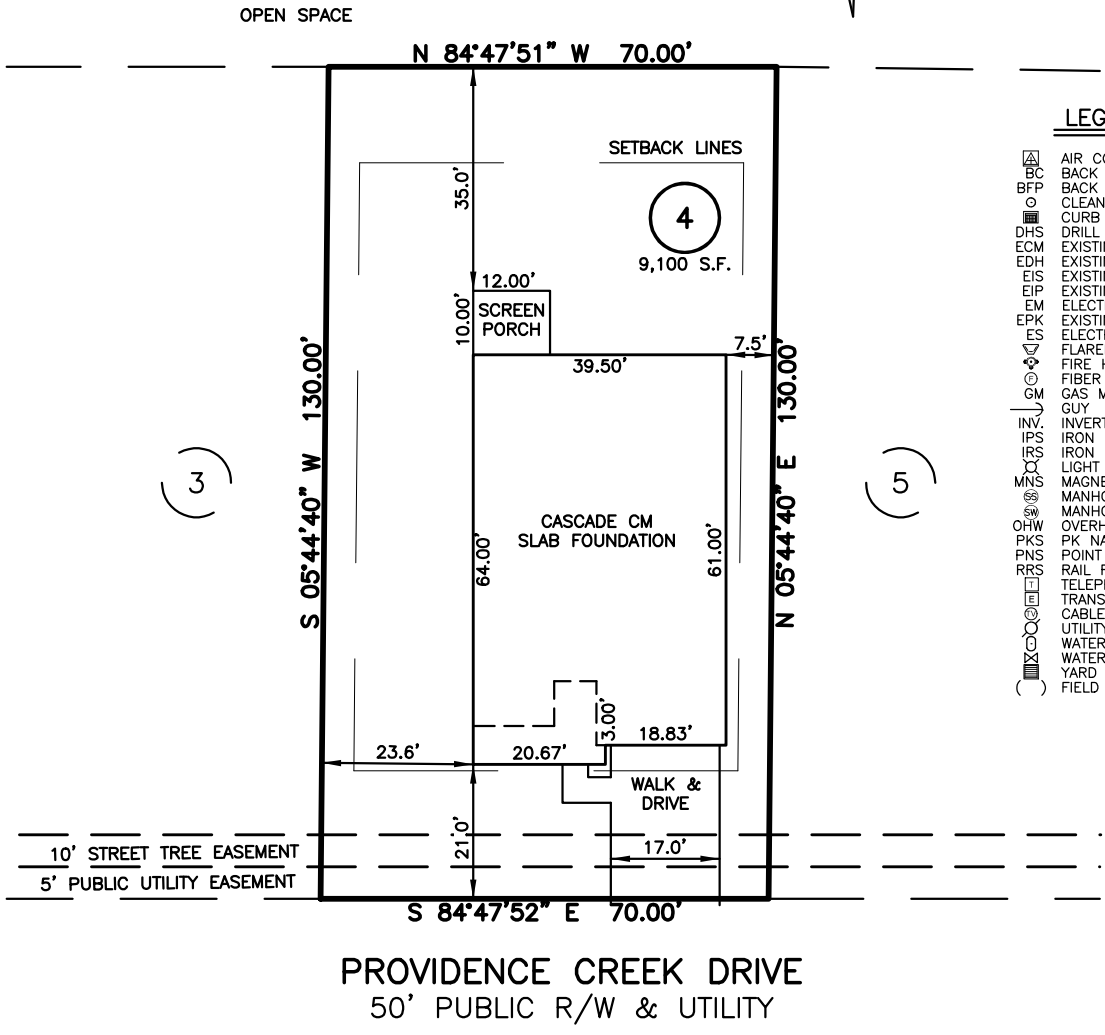 OPEN SPACE
N 84°47'51" W 70.00'
SETBACK LINES
4
9,100 S.F.
35.0'
12.00'
10.00'
SCREEN
PORCH
39.50'
7.5'
S 05°44'40" W 130.00'
N 05°44'40" E 130.00'
3
5
CASCADE CM
SLAB FOUNDATION
64.00'
61.00'
3.00'
18.83'
23.6'
20.67'
WALK &
DRIVE
21.0'
17.0'
10' STREET TREE EASEMENT
5' PUBLIC UTILITY EASEMENT
S 84°47'52" E 70.00'
PROVIDENCE CREEK DRIVE
50' PUBLIC R/W & UTILITY
LEG
A AIR CO
BC BACK
BFP BACK
CLEAN
CURB
DHS DRILL
ECM EXISTI
EDH EXISTI
EIS EXISTI
EIP EXISTI
EM ELECT
EPK EXISTI
ES ELECT
FLARE
FIRE H
F FIBER
GM GAS M
GUY
INV. INVERT
IPS IRON
IRS IRON
LIGHT
MNS MAGNE
SS MANHO
SW MANHO
OHW OVERH
PKS PK NA
PNS POINT
RRS RAIL R
T TELEP
E TRANS
TV CABLE
UTILITY
WATER
WATER
YARD
( ) FIELD